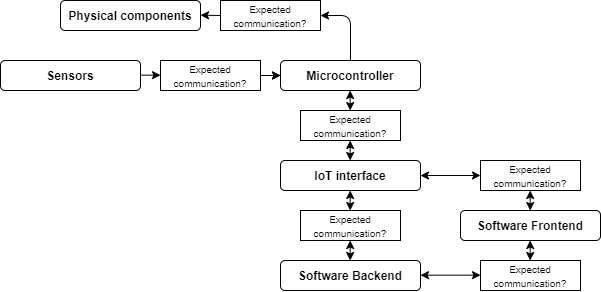 Physical components
Expected
communication?
Sensors
Expected
communication?
Microcontroller
Expected
communication?
IoT interface
Expected
communication?
Expected
communication?
Software Frontend
Software Backend
Expected
communication?